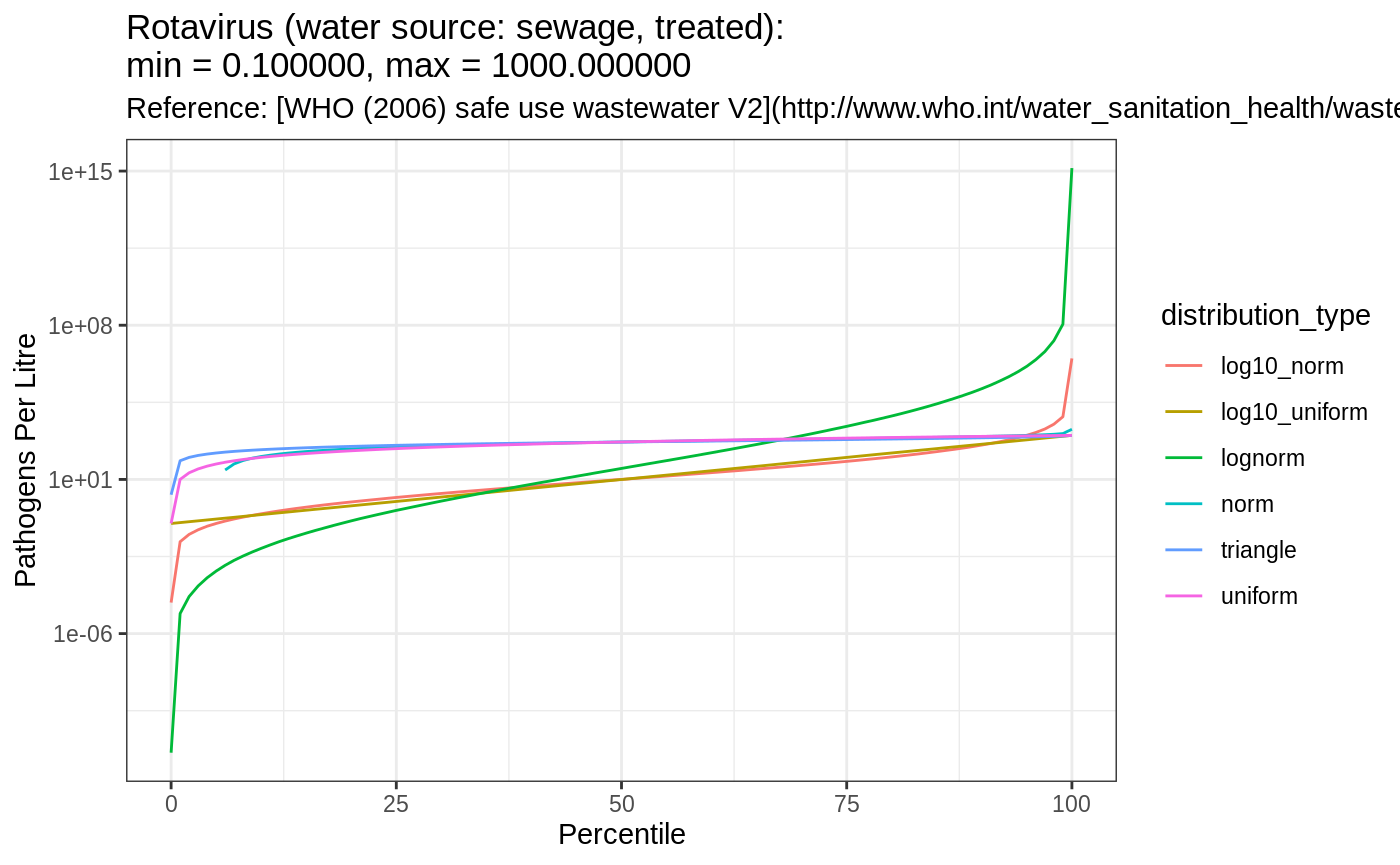 Rotavirus (water source: sewage, treated):
min = 0.100000, max = 1000.000000
Reference: [WHO (2006) safe use wastewater V2](http://www.who.int/water_sanitation_health/waste
Pathogens Per Litre
1e+15
1e+08
1e+01
1e-06
0
25
50
75
100
Percentile
distribution_type
log10_norm
log10_uniform
lognorm
norm
triangle
uniform